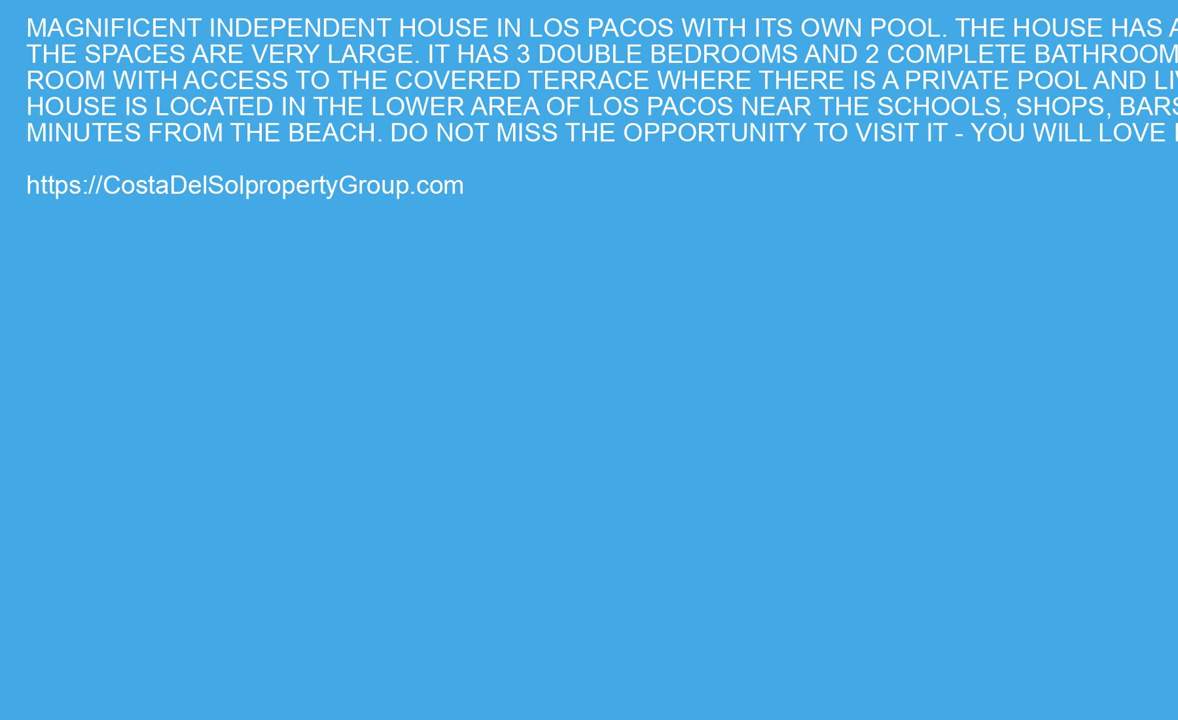 MAGNIFICENT INDEPENDENT HOUSE IN LOS PACOS WITH ITS OWN POOL. THE HOUSE HAS
THE SPACES ARE VERY LARGE. IT HAS 3 DOUBLE BEDROOMS AND 2 COMPLETE
ROOM WITH ACCESS TO THE COVERED TERRACE WHERE THERE IS A PRIVATE POOL AND
HOUSE IS LOCATED IN THE LOWER AREA OF LOS PACOS NEAR THE SCHOOLS, SHOPS,
MINUTES FROM THE BEACH. DO NOT MISS THE OPPORTUNITY TO VISIT IT - YOU WILL LOVE
https://CostaDelSolpropertyGroup.com